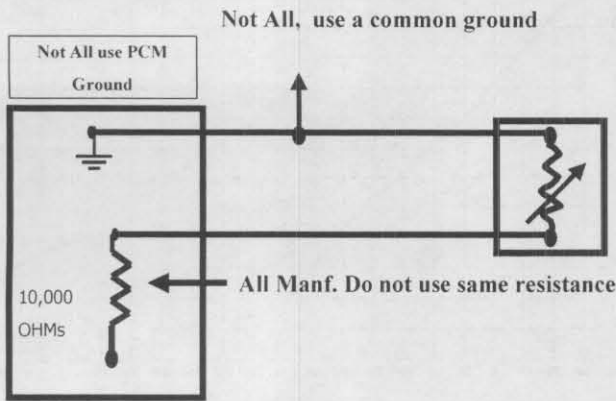 Not All, use a common ground
Not All use PCM
Ground
All Manf. Do not use same resistance
10,000
OHMs